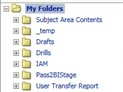 My Folders
Subject Area Contents
_temp
Drafts
Drills
IAM
Pass2BIStage
User Transfer Report